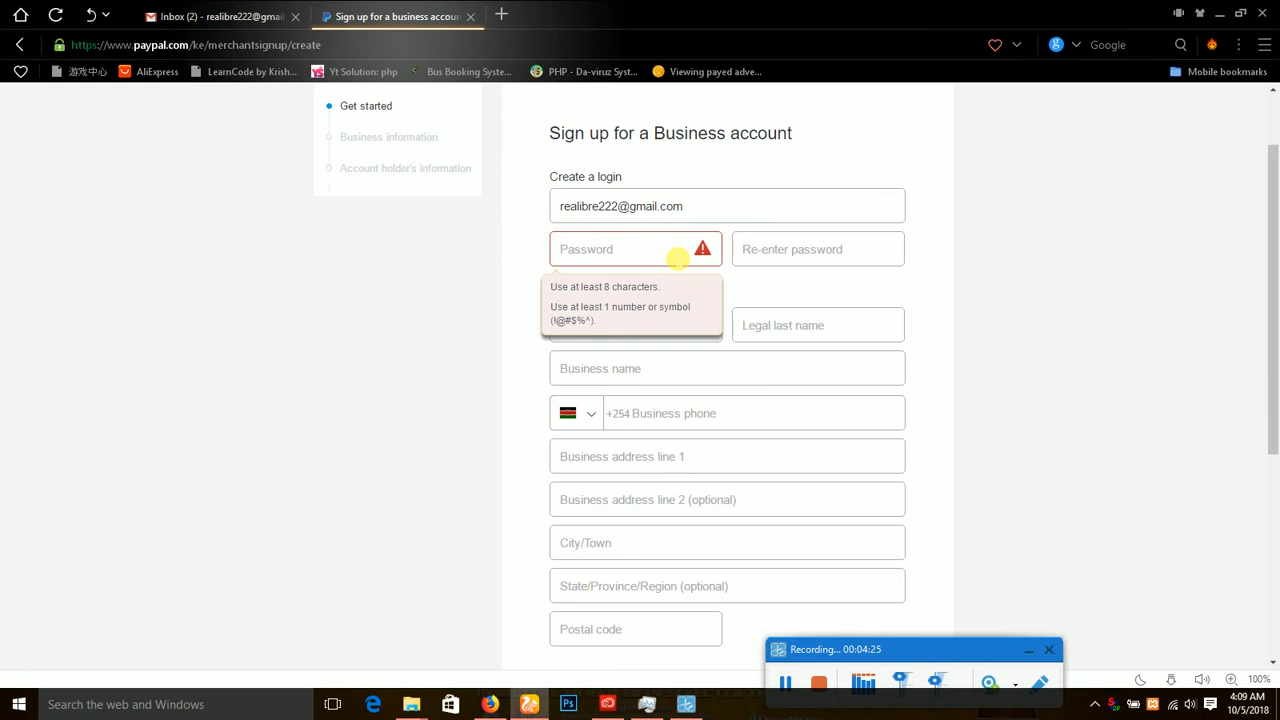 Inbox (2) - realibre222@gmail
Sign up for a business accoun
https://www.paypal.com/ke/merchantsignup/create
Google
游戏中心
AliExpress
LearnCode by Krish...
Yt Solution: php
Bus Booking Syste...
PHP - Da-viruz Syst...
Viewing payed adve...
Mobile bookmarks
Get started
Business information
Account holder's information
Sign up for a Business account
Create a login
realibre222@gmail.com
Password
Re-enter password
Use at least 8 characters.
Use at least 1 number or symbol
(!@#$%^).
Legal last name
Business name
+254 Business phone
Business address line 1
Business address line 2 (optional)
City/Town
State/Province/Region (optional)
Postal code
Recording... 00:04:25
100%
Search the web and Windows
4:09 AM
10/5/2018